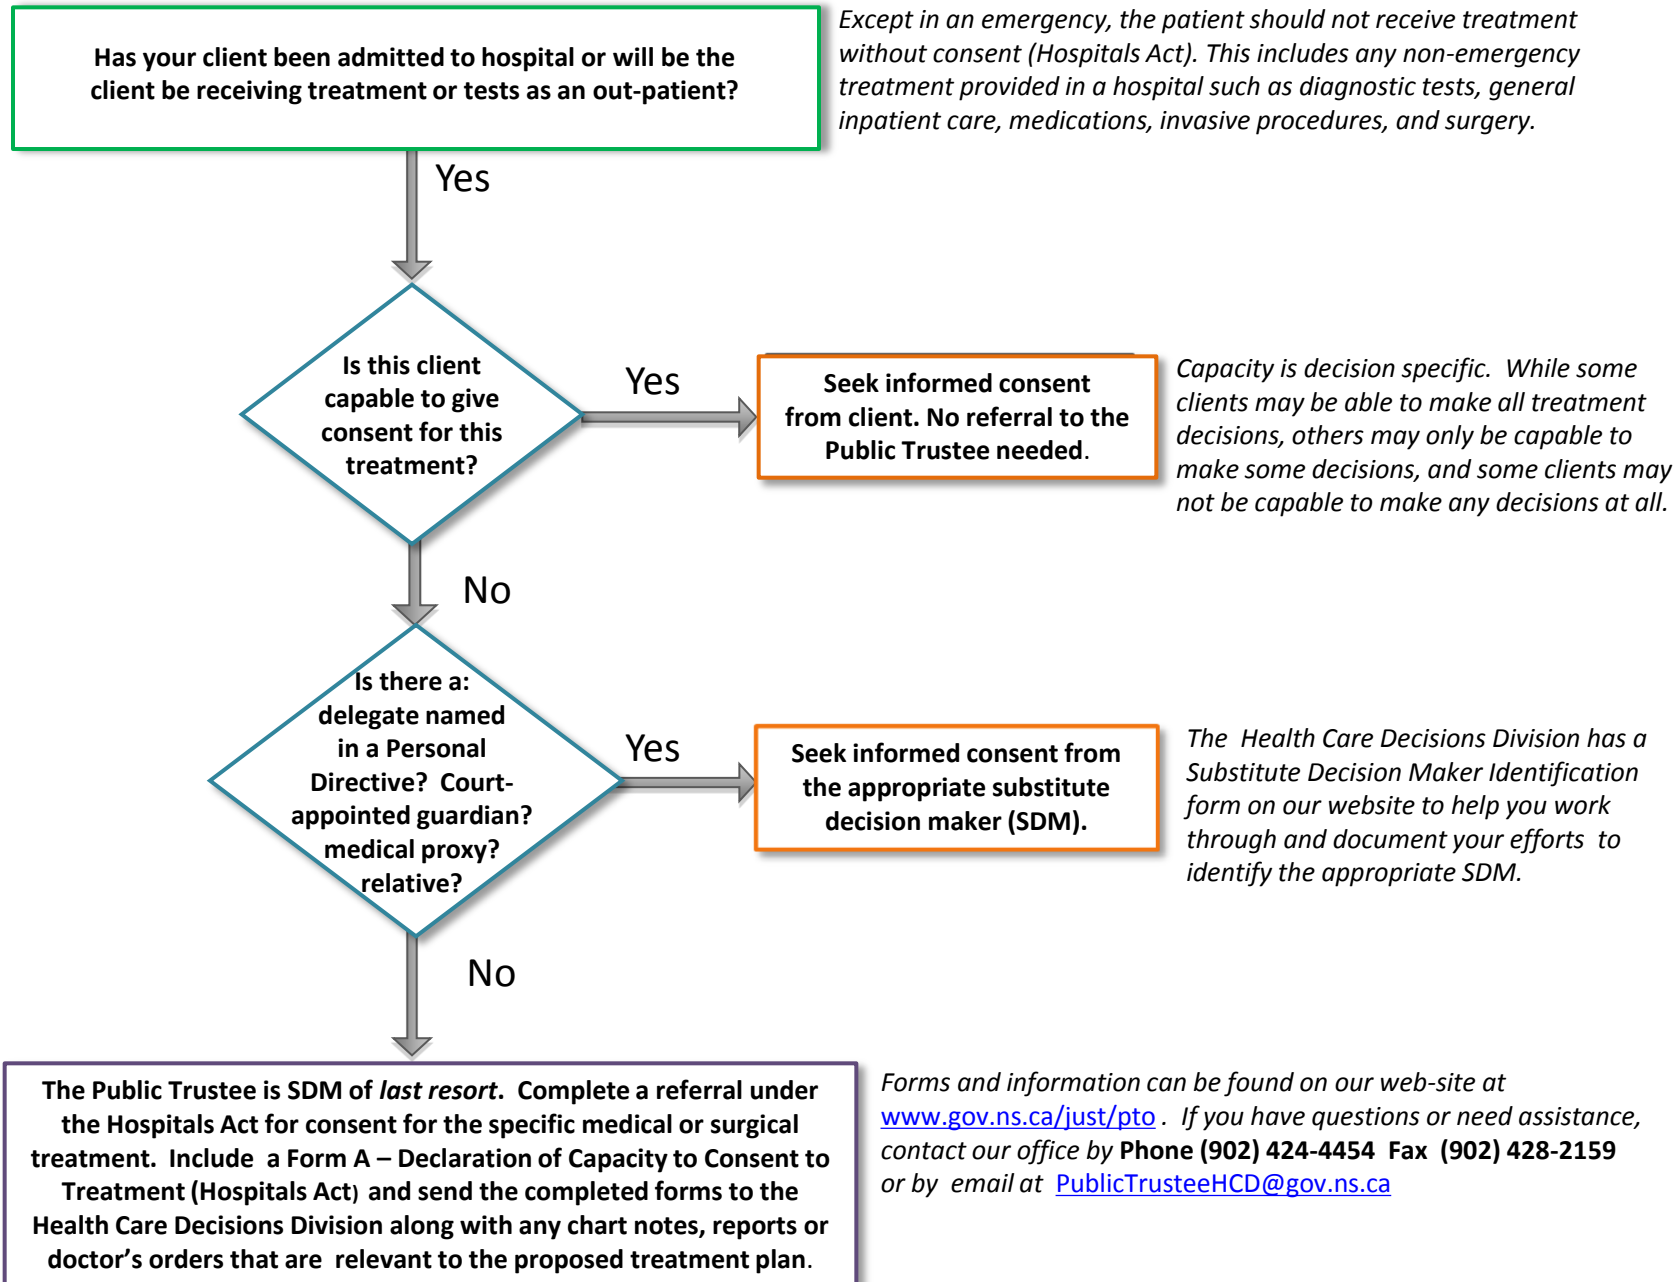 Has your client been admitted to hospital or will be the
client be receiving treatment or tests as an out-patient?
Except in an emergency, the patient should not receive treatment
without consent (Hospitals Act). This includes any non-emergency
treatment provided in a hospital such as diagnostic tests, general
inpatient care, medications, invasive procedures, and surgery.
Yes
Is this client
capable to give
consent for this
treatment?
Yes
Seek informed consent
from client. No referral to the
Public Trustee needed.
Capacity is decision specific. While some
clients may be able to make all treatment
decisions, others may only be capable to
make some decisions, and some clients may
not be capable to make any decisions at all.
No
Is there a:
delegate named
in a Personal
Directive? Court-
appointed guardian?
medical proxy?
relative?
Yes
Seek informed consent from
the appropriate substitute
decision maker (SDM).
The Health Care Decisions Division has a
Substitute Decision Maker Identification
form on our website to help you work
through and document your efforts to
identify the appropriate SDM.
No
The Public Trustee is SDM of last resort. Complete a referral under
the Hospitals Act for consent for the specific medical or surgical
treatment. Include a Form A – Declaration of Capacity to Consent to
Treatment (Hospitals Act) and send the completed forms to the
Health Care Decisions Division along with any chart notes, reports or
doctor's orders that are relevant to the proposed treatment plan.
Forms and information can be found on our web-site at
www.gov.ns.ca/just/pto . If you have questions or need assistance,
contact our office by Phone (902) 424-4454 Fax (902) 428-2159
or by email at PublicTrusteeHCD@gov.ns.ca